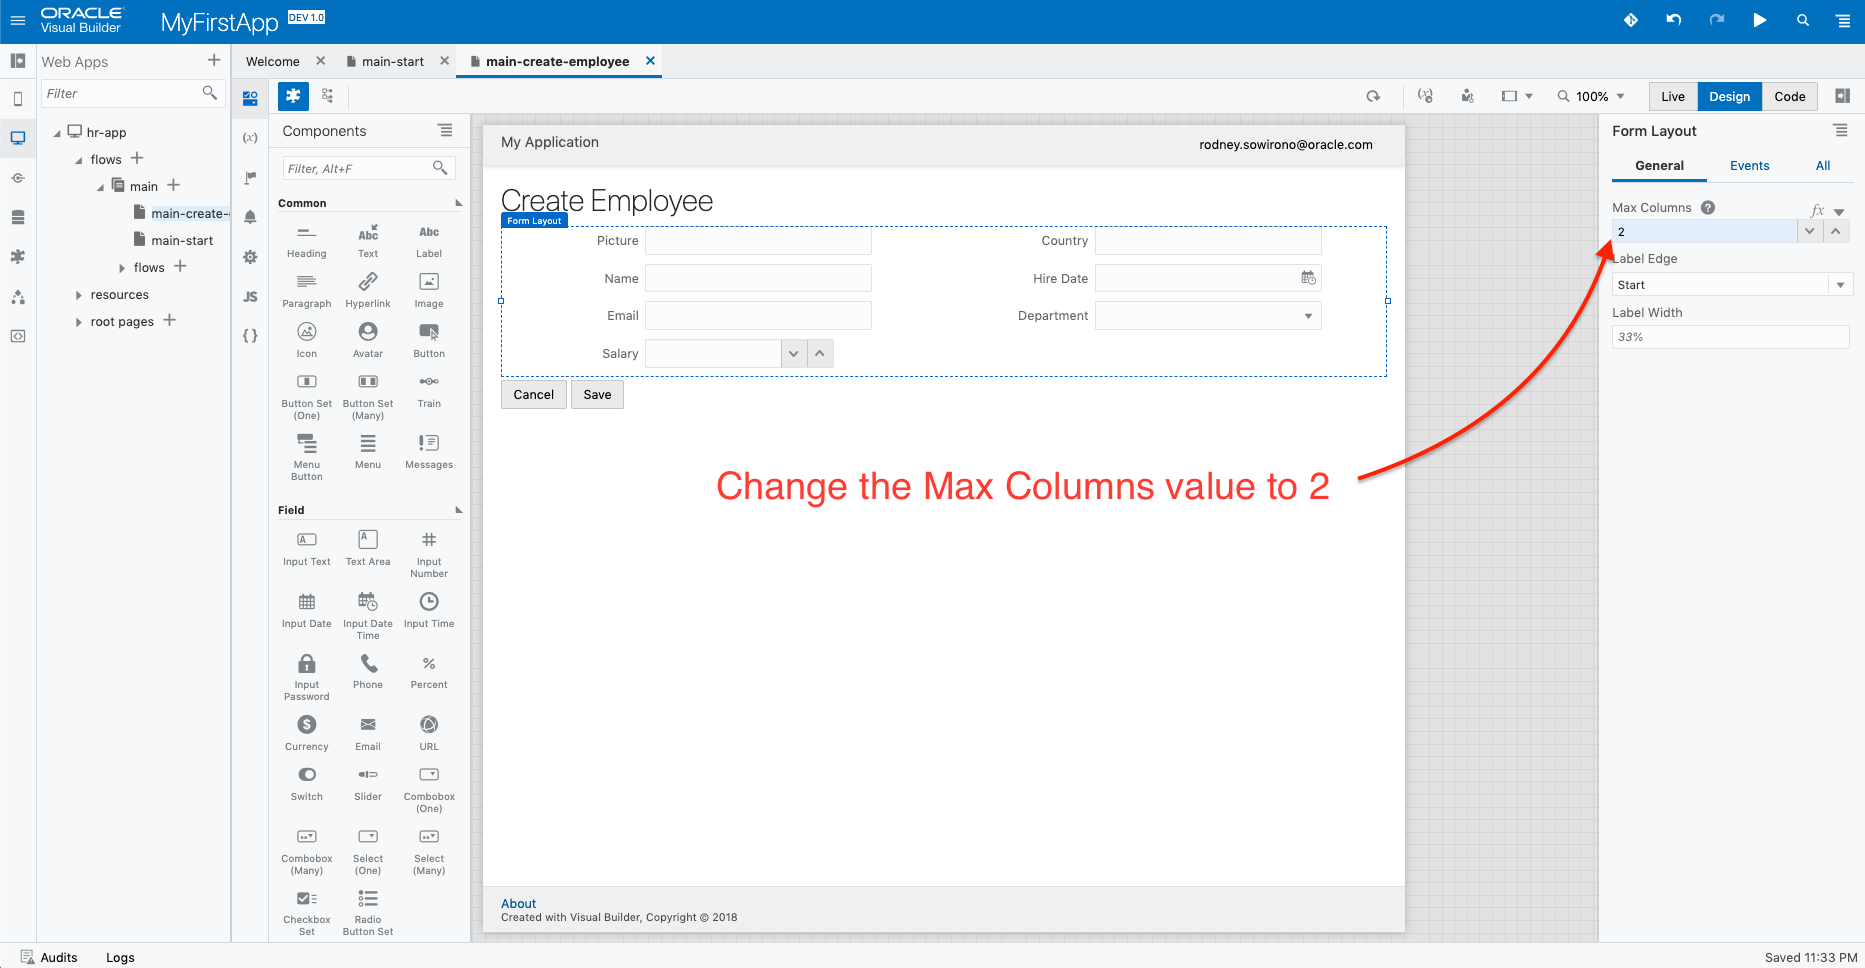 ORACLE
Visual Builder
MyFirstApp
DEV 1.0
Web Apps
Filter
hr-app
flows
main
main-create-
main-start
flows
resources
root pages
Welcome
main-start
main-create-employee
100%
Live
Design
Code
(x)
JS
{ }
Components
Filter, Alt+F
Common
Heading
Abc
Text
Abc
Label
Paragraph
Hyperlink
Image
Icon
Avatar
Button
Button Set
(One)
Button Set
(Many)
Train
Menu
Button
Menu
Messages
Field
Input Text
Text Area
Input
Number
Input Date
Input Date
Time
Input Time
Input
Password
Phone
%
Percent
Currency
Email
URL
Switch
Slider
Combobox
(One)
Combobox
(Many)
Select
(One)
Select
(Many)
Checkbox
Set
Radio
Button Set
My Application
rodney.sowirono@oracle.com
Create Employee
Form Layout
Picture
Country
Name
Hire Date
Email
Department
Salary
Cancel
Save
Change the Max Columns value to 2
About
Created with Visual Builder, Copyright © 2018
Form Layout
General
Events
All
Max Columns
?
fx
2
Label Edge
Start
Label Width
33%
Audits
Logs
Saved 11:33 PM